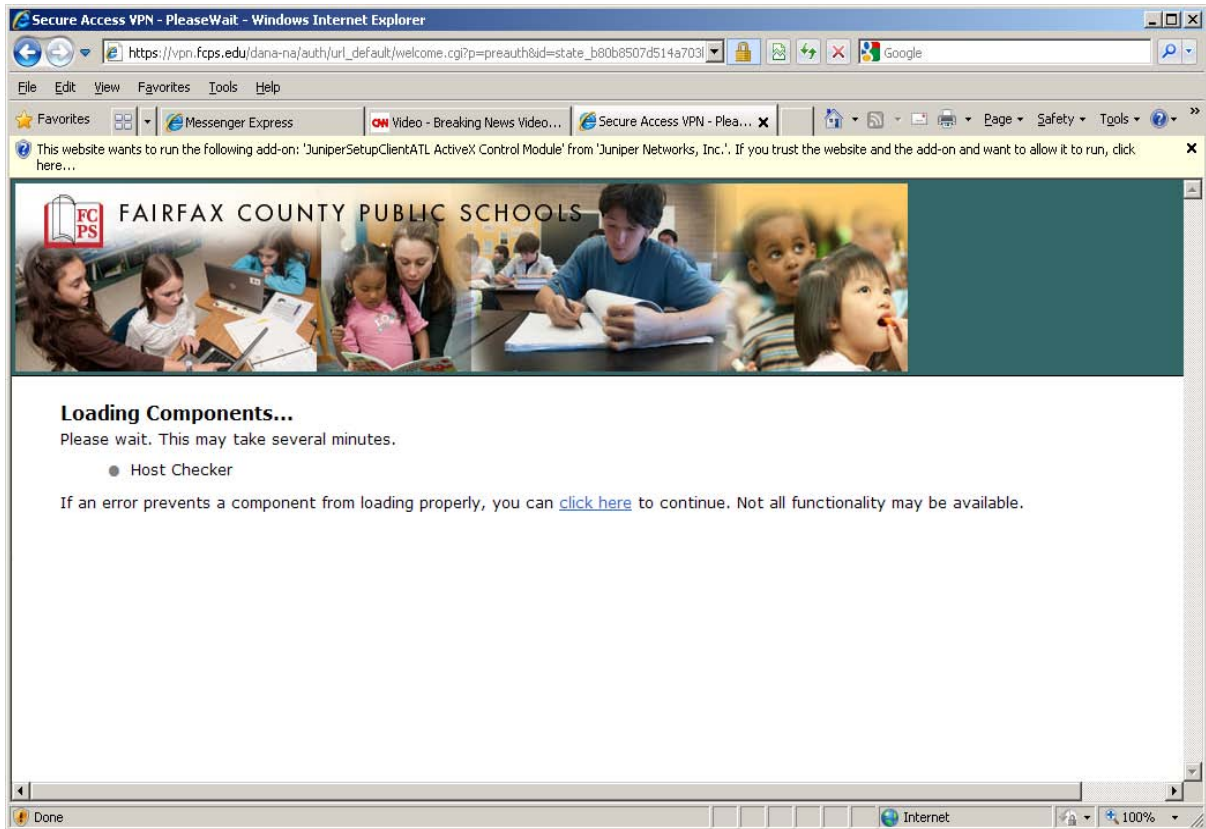 Secure Access VPN - PleaseWait - Windows Internet Explorer
https://vpn.fcps.edu/dana-na/auth/url_default/welcome.cgi?p=preauth&id=state_b80b8507d514a703
Google
File Edit View Favorites Tools Help
Favorites Messenger Express CNN Video - Breaking News Video... Secure Access VPN - Plea... Page Safety Tools
This website wants to run the following add-on: 'JuniperSetupClientATL ActiveX Control Module' from 'Juniper Networks, Inc.'. If you trust the website and the add-on and want to allow it to run, click
here...
FC
PS
FAIRFAX COUNTY PUBLIC SCHOOLS
Loading Components...
Please wait. This may take several minutes.
Host Checker
If an error prevents a component from loading properly, you can click here to continue. Not all functionality may be available.
Done Internet 100%